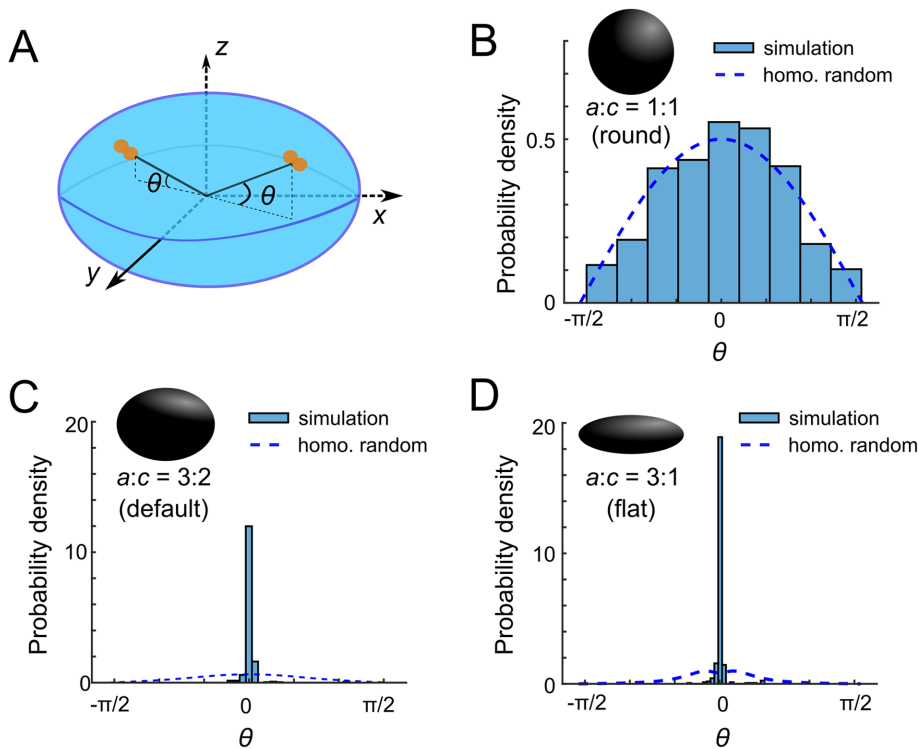 A
z
θ
θ
x
y
B
simulation
homo. random
a:c = 1:1
(round)
Probability density
0.5
0
-π/2
0
π/2
θ
C
simulation
homo. random
a:c = 3:2
(default)
Probability density
20
10
0
-π/2
0
π/2
θ
D
simulation
homo. random
a:c = 3:1
(flat)
Probability density
20
10
0
-π/2
0
π/2
θ